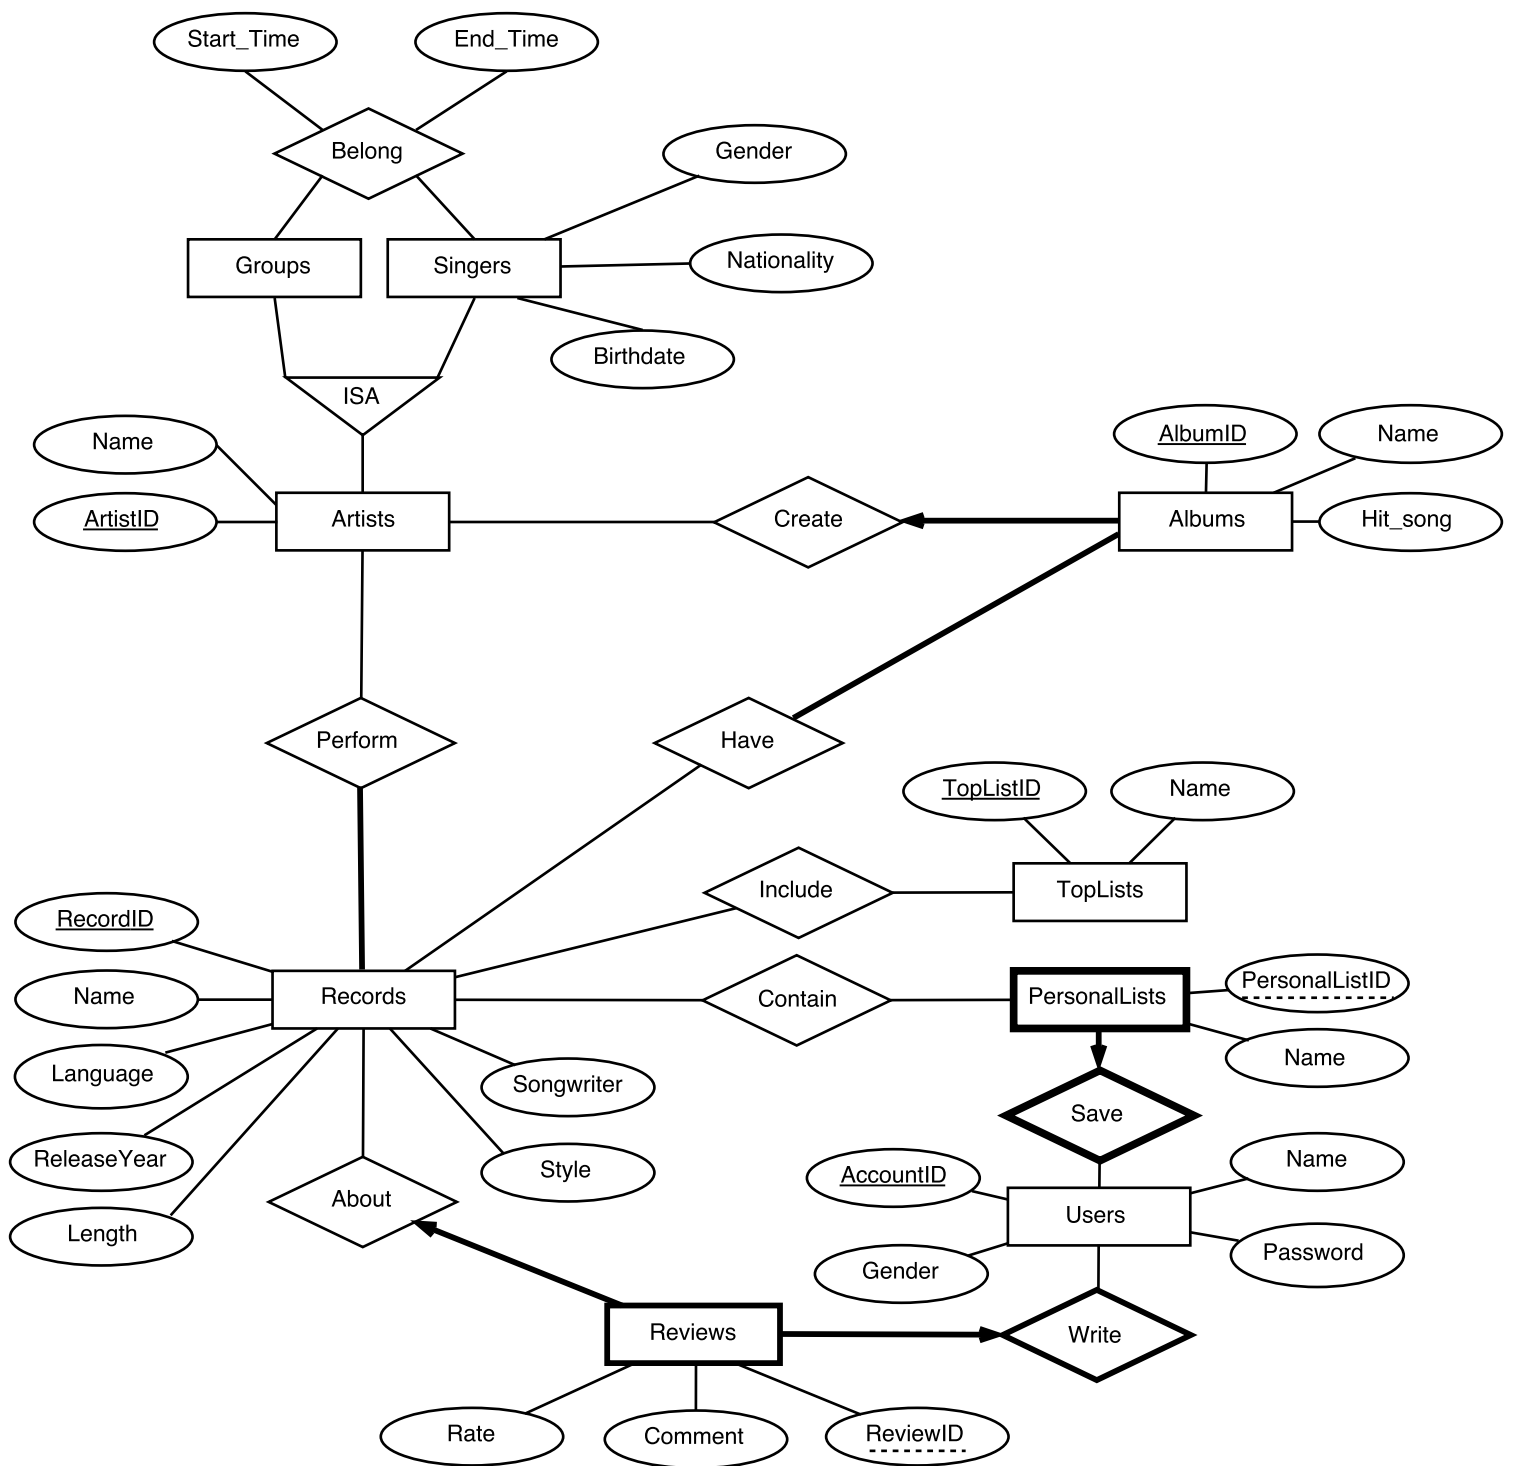 Start_Time
End_Time
Belong
Gender
Groups
Singers
Nationality
Birthdate
ISA
Name
ArtistID
Artists
Create
AlbumID
Name
Albums
Hit_song
Perform
Have
TopListID
Name
Include
TopLists
RecordID
Name
Records
Contain
PersonalLists
PersonalListID
Name
Language
Songwriter
ReleaseYear
Style
Length
About
Save
AccountID
Name
Users
Gender
Password
Reviews
Write
Rate
Comment
ReviewID